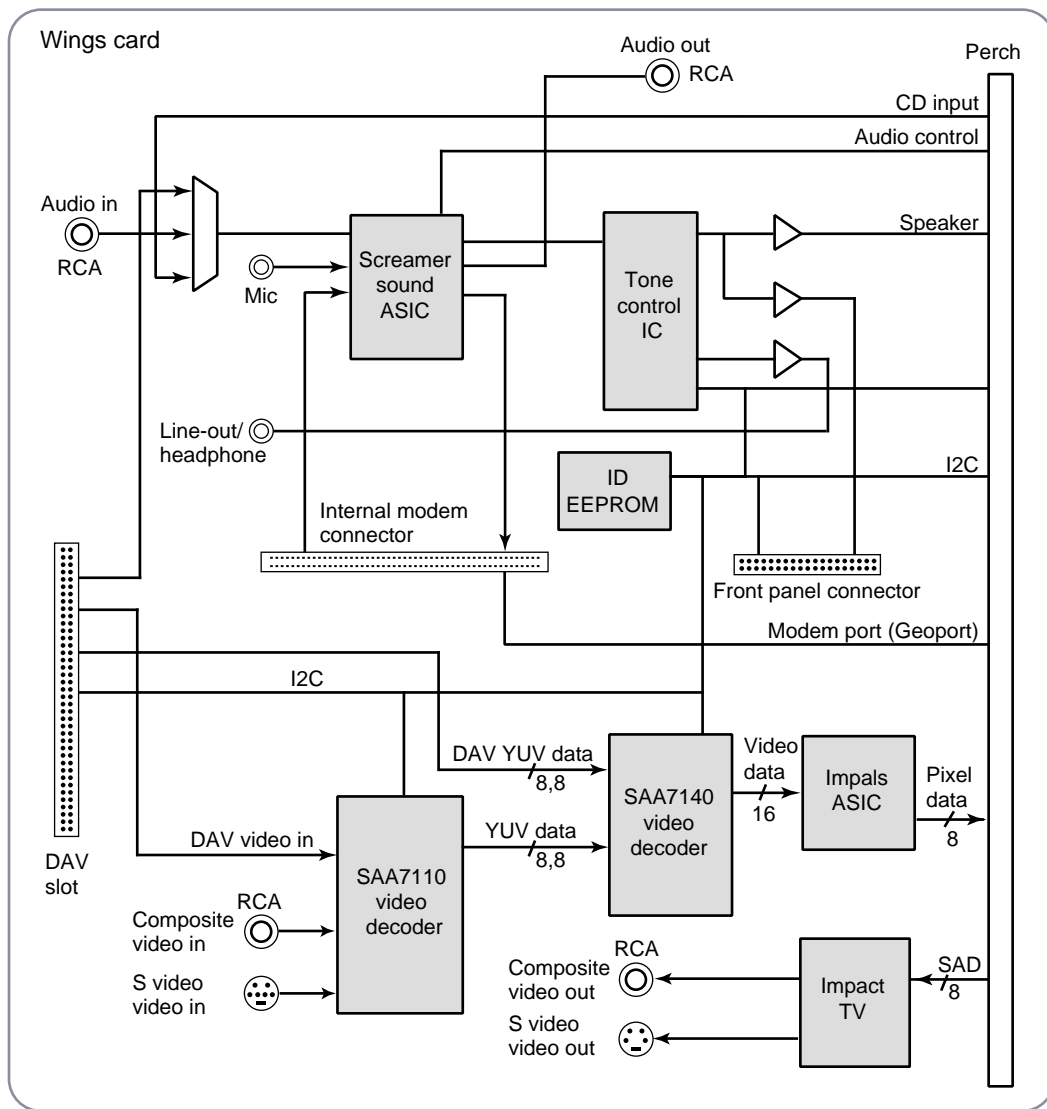 Wings card
Audio out
RCA
Perch
CD input
Audio control
Audio in
RCA
Mic
Screamer
sound
ASIC
Tone
control
IC
Speaker
Line-out/
headphone
ID
EEPROM
I2C
Internal modem
connector
Front panel connector
Modem port (Geoport)
I2C
DAV YUV data
8,8
SAA7140
video
decoder
Video
data
16
Impals
ASIC
Pixel
data
8
DAV
slot
DAV video in
SAA7110
video
decoder
YUV data
8,8
RCA
Composite
video in
S video
video in
RCA
Composite
video out
S video
video out
Impact
TV
SAD
8